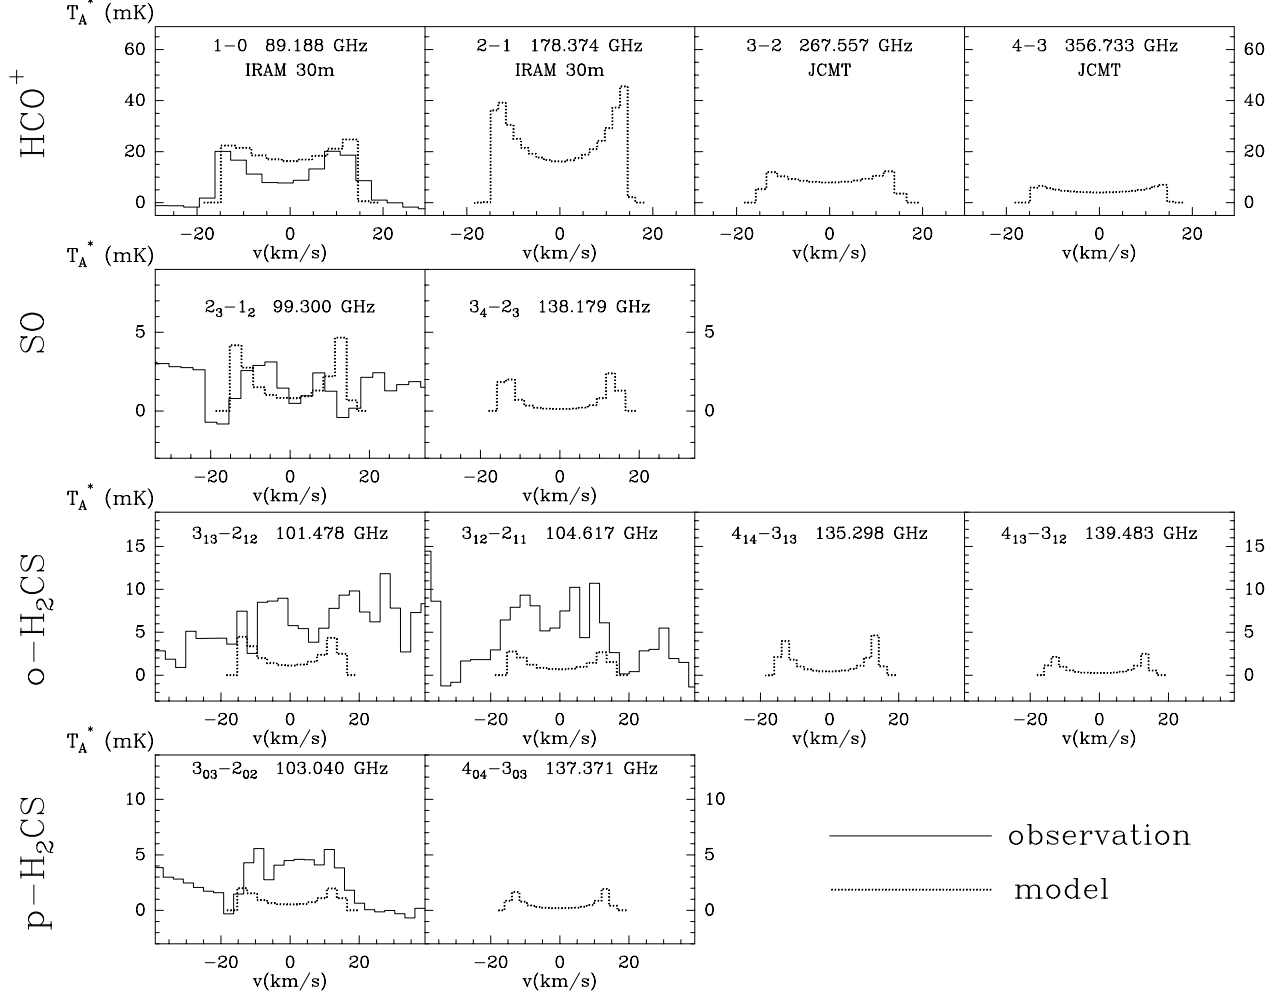 T_A^* (mK)
HCO^+
60
40
20
0
1−0 89.188 GHz
IRAM 30m
2−1 178.374 GHz
IRAM 30m
3−2 267.557 GHz
JCMT
4−3 356.733 GHz
JCMT
60
40
20
0
−20 0 20
−20 0 20
−20 0 20
−20 0 20
v(km/s)
v(km/s)
v(km/s)
v(km/s)
T_A^* (mK)
SO
5
0
2_3−1_2 99.300 GHz
3_4−2_3 138.179 GHz
5
0
−20 0 20
−20 0 20
v(km/s)
v(km/s)
T_A^* (mK)
o−H_2CS
15
10
5
0
3_13−2_12 101.478 GHz
3_12−2_11 104.617 GHz
4_14−3_13 135.298 GHz
4_13−3_12 139.483 GHz
15
10
5
0
−20 0 20
−20 0 20
−20 0 20
−20 0 20
v(km/s)
v(km/s)
v(km/s)
v(km/s)
T_A^* (mK)
p−H_2CS
10
5
0
3_03−2_02 103.040 GHz
4_04−3_03 137.371 GHz
10
5
0
−20 0 20
−20 0 20
v(km/s)
v(km/s)
observation
model